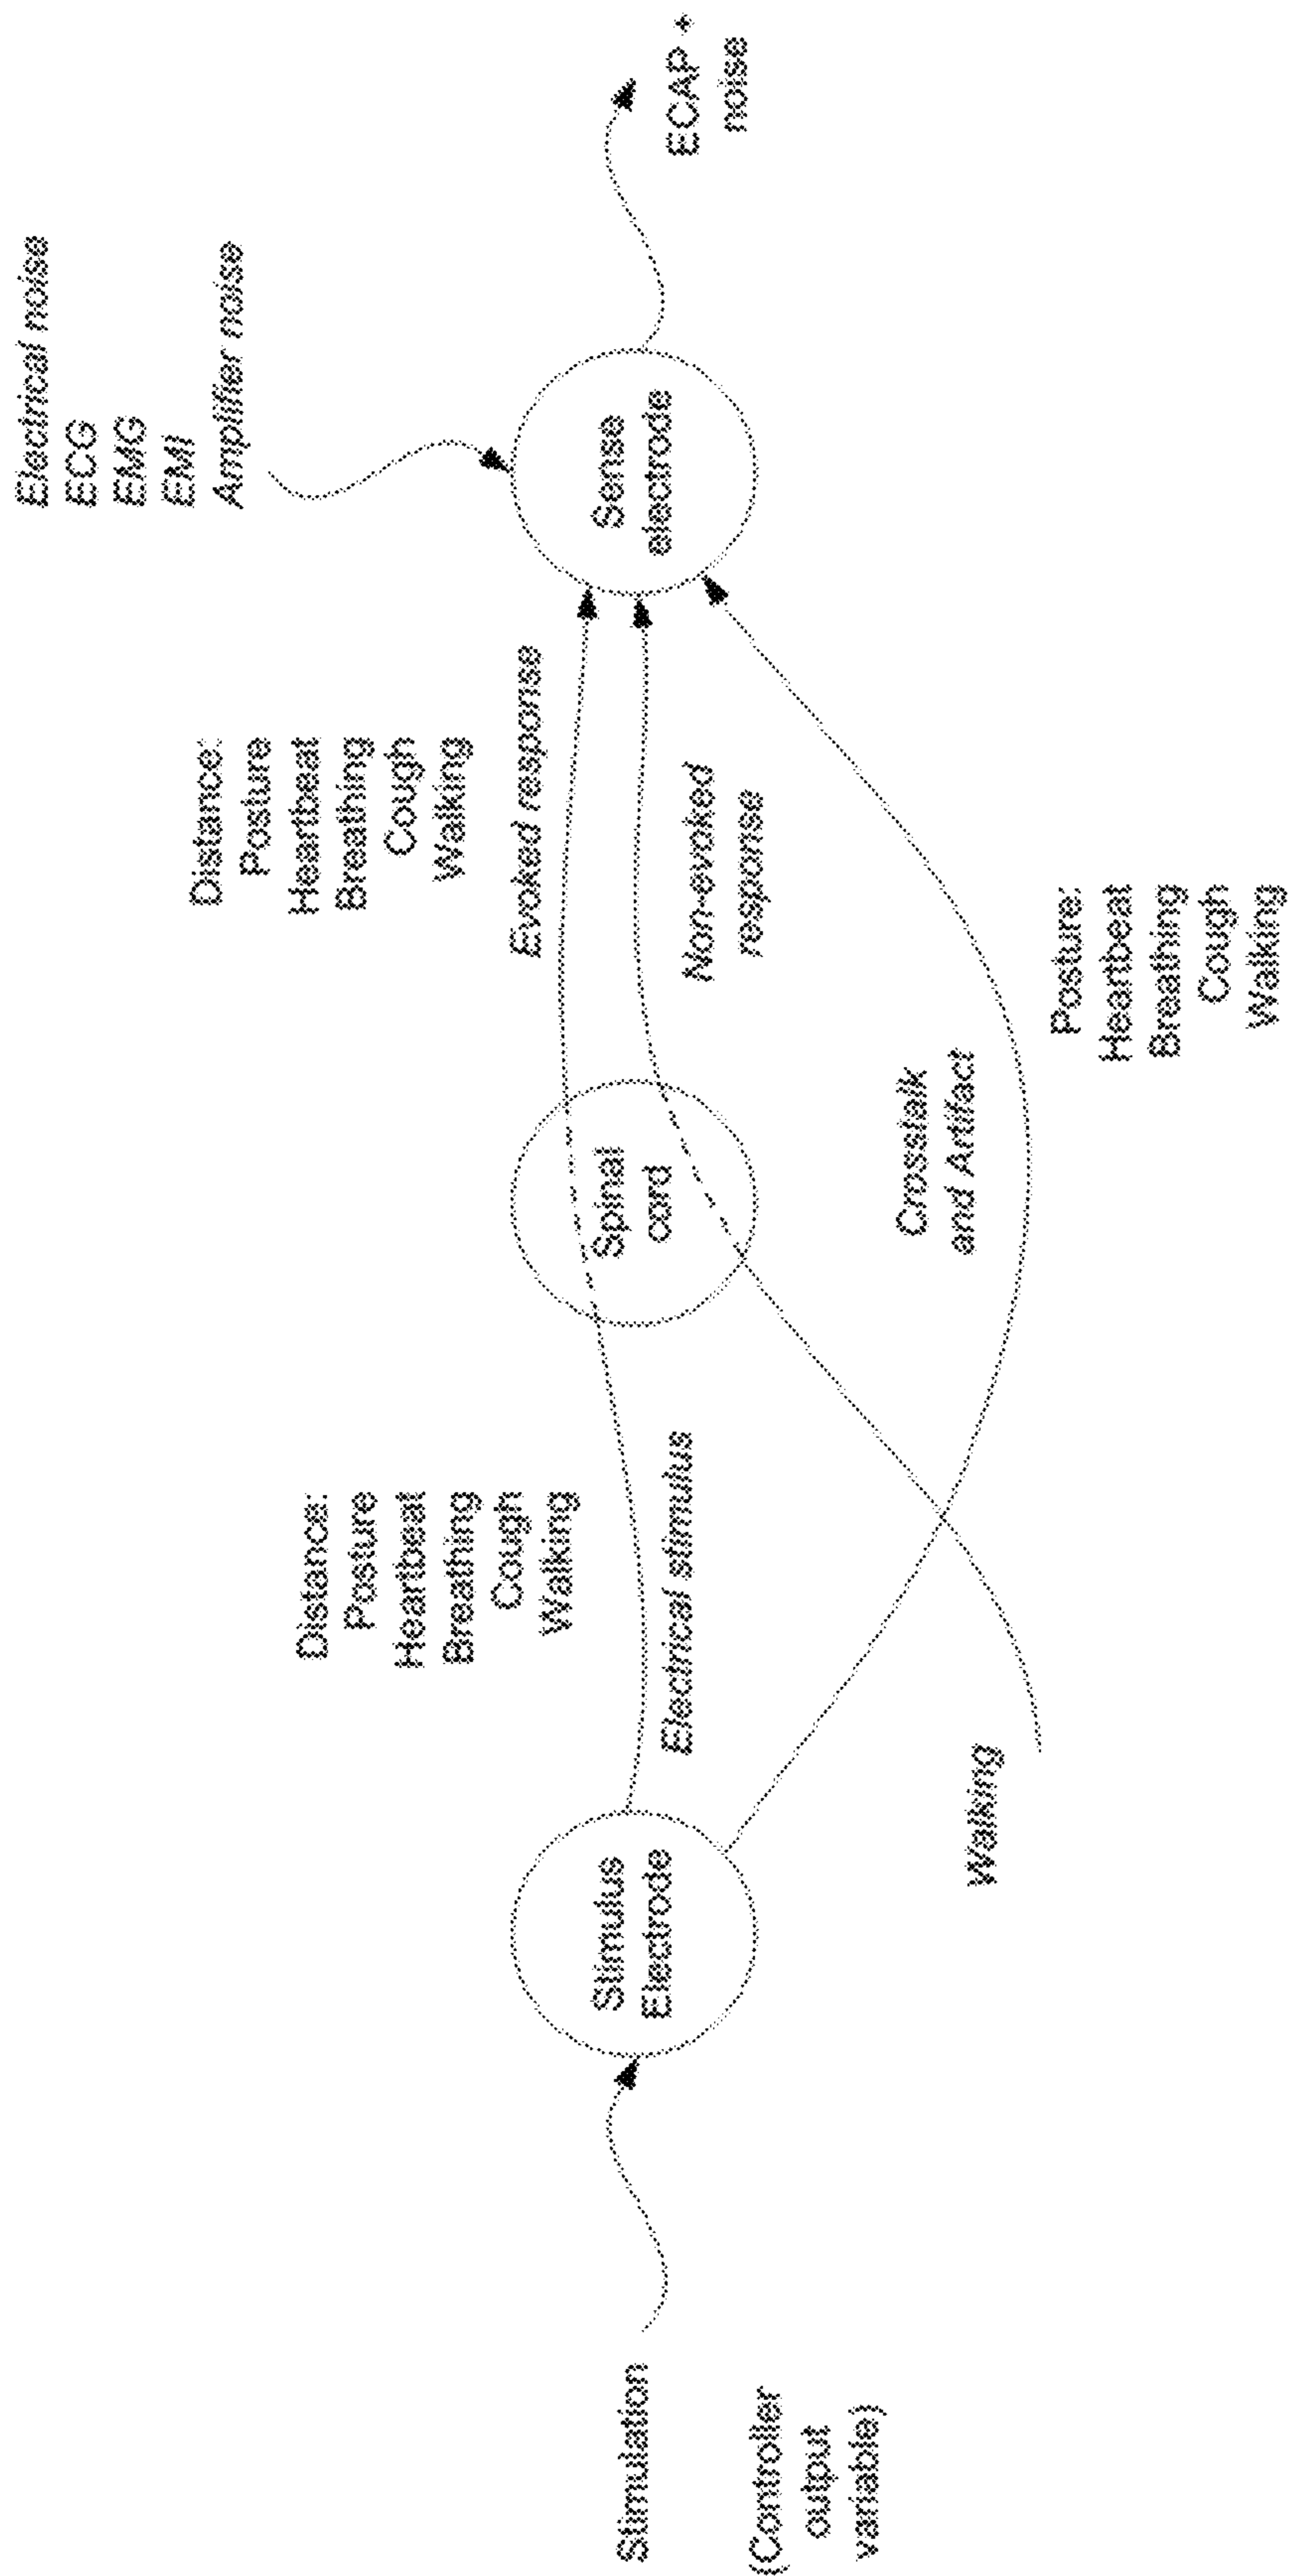 Stimulation
(Controller
output
variable)
Stimulus
Electrode
Distance:
Posture
Heartbeat
Breathing
Cough
Walking
Electrical stimulus
Walking
Spinal
cord
Crosstalk
and Artifact
Distance:
Posture
Heartbeat
Breathing
Cough
Walking
Evoked response
Non-evoked
response
Posture:
Heartbeat
Breathing
Cough
Walking
Electrical noise
ECG
EMG
EMI
Amplifier noise
Sense
electrode
ECAP +
noise